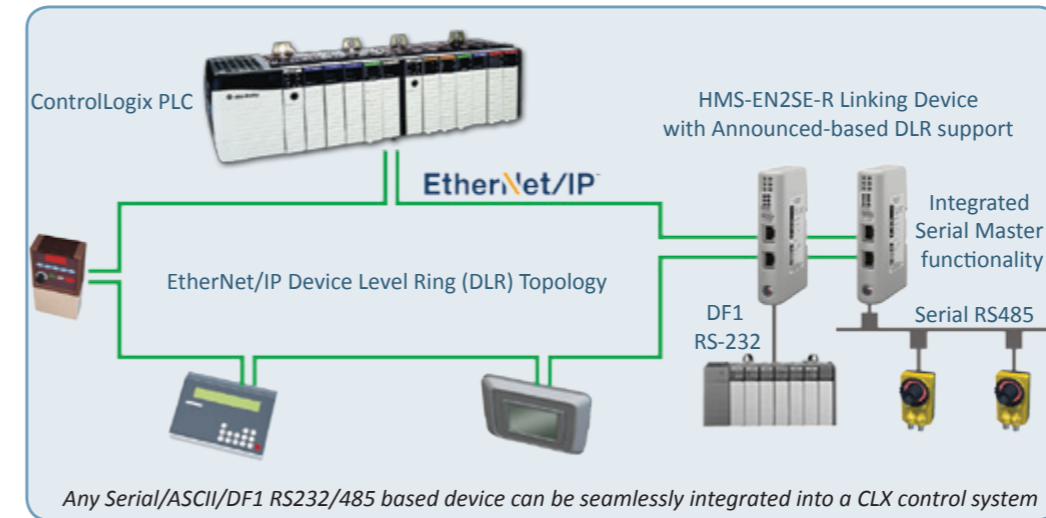 ControlLogix PLC
HMS-EN2SE-R Linking Device
with Announced-based DLR support
EtherNet/IP
Integrated
Serial Master
functionality
EtherNet/IP Device Level Ring (DLR) Topology
DF1
RS-232
Serial RS485
Any Serial/ASCII/DF1 RS232/485 based device can be seamlessly integrated into a CLX control system